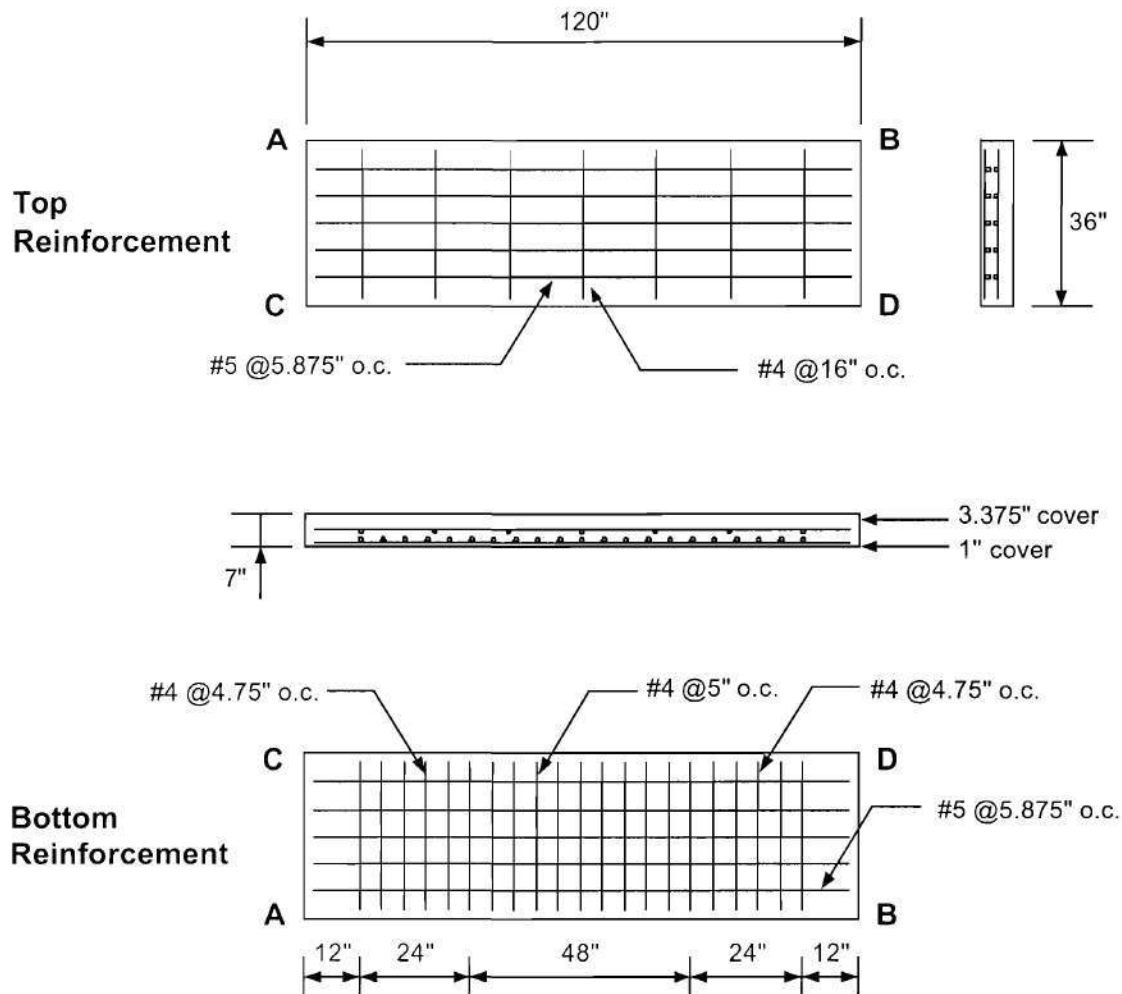 120"
A
B
Top
Reinforcement
36"
C
D
#5 @5.875" o.c.
#4 @16" o.c.
3.375" cover
1" cover
7"
#4 @4.75" o.c.
#4 @5" o.c.
#4 @4.75" o.c.
C
D
#5 @5.875" o.c.
Bottom
Reinforcement
A
B
12"
24"
48"
24"
12"